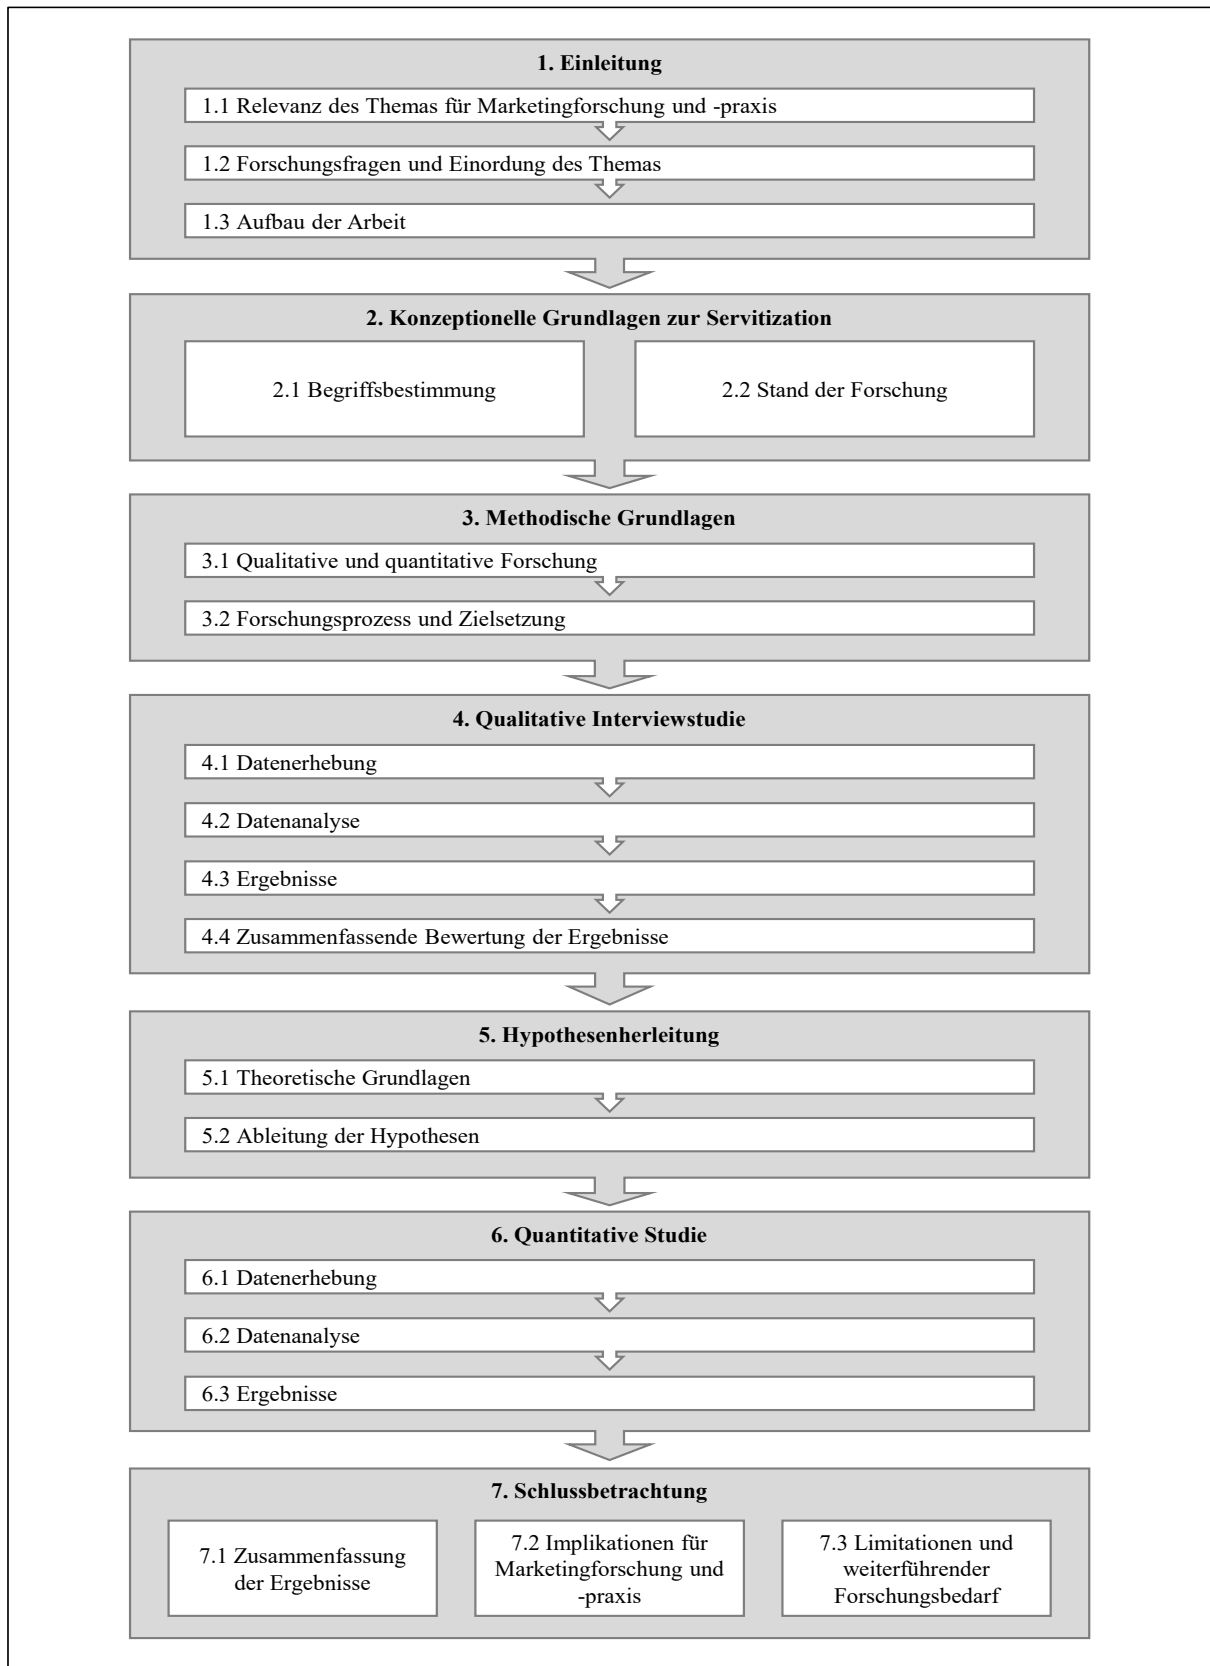 1. Einleitung
1.1 Relevanz des Themas für Marketingforschung und -praxis
1.2 Forschungsfragen und Einordung des Themas
1.3 Aufbau der Arbeit
2. Konzeptionelle Grundlagen zur Servitization
2.1 Begriffsbestimmung
2.2 Stand der Forschung
3. Methodische Grundlagen
3.1 Qualitative und quantitative Forschung
3.2 Forschungsprozess und Zielsetzung
4. Qualitative Interviewstudie
4.1 Datenerhebung
4.2 Datenanalyse
4.3 Ergebnisse
4.4 Zusammenfassende Bewertung der Ergebnisse
5. Hypothesenherleitung
5.1 Theoretische Grundlagen
5.2 Ableitung der Hypothesen
6. Quantitative Studie
6.1 Datenerhebung
6.2 Datenanalyse
6.3 Ergebnisse
7. Schlussbetrachtung
7.1 Zusammenfassung
der Ergebnisse
7.2 Implikationen für
Marketingforschung und
-praxis
7.3 Limitationen und
weiterführender
Forschungsbedarf